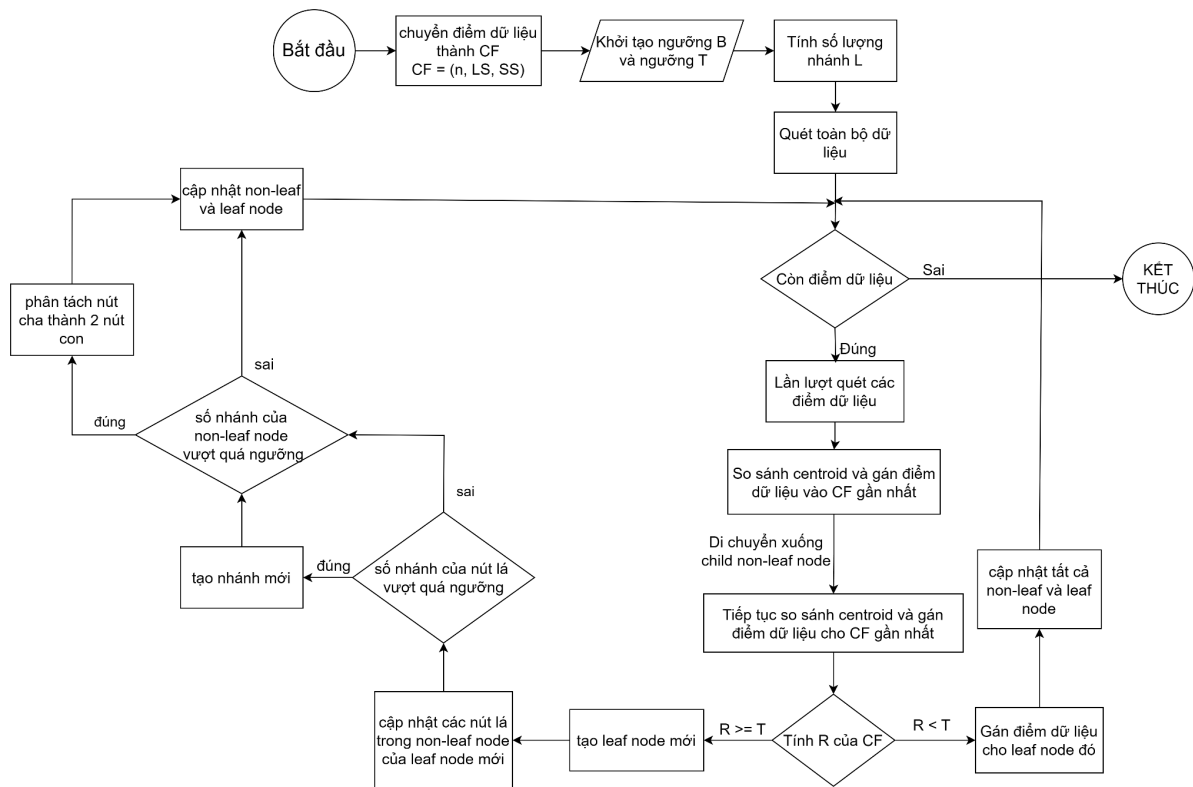 Bắt đầu
chuyển điểm dữ liệu
thành CF
CF = (n, LS, SS)
Khởi tạo ngưỡng B
và ngưỡng T
Tính số lượng
nhánh L
Quét toàn bộ dữ
liệu
cập nhật non-leaf
và leaf node
Còn điểm dữ liệu
Sai
KẾT
THÚC
phân tách nút
cha thành 2 nút
con
Đúng
sai
Lần lượt quét các
điểm dữ liệu
đúng
số nhánh của
non-leaf node
vượt quá ngưỡng
So sánh centroid và gán điểm
dữ liệu vào CF gần nhất
sai
Di chuyển xuống
child non-leaf node
tạo nhánh mới
đúng
số nhánh của nút lá
vượt quá ngưỡng
cập nhật tất cả
non-leaf và leaf
node
Tiếp tục so sánh centroid và gán
điểm dữ liệu cho CF gần nhất
cập nhật các nút lá
trong non-leaf node
của leaf node mới
tạo leaf node mới
R >= T
Tính R của CF
R < T
Gán điểm dữ liệu
cho leaf node đó